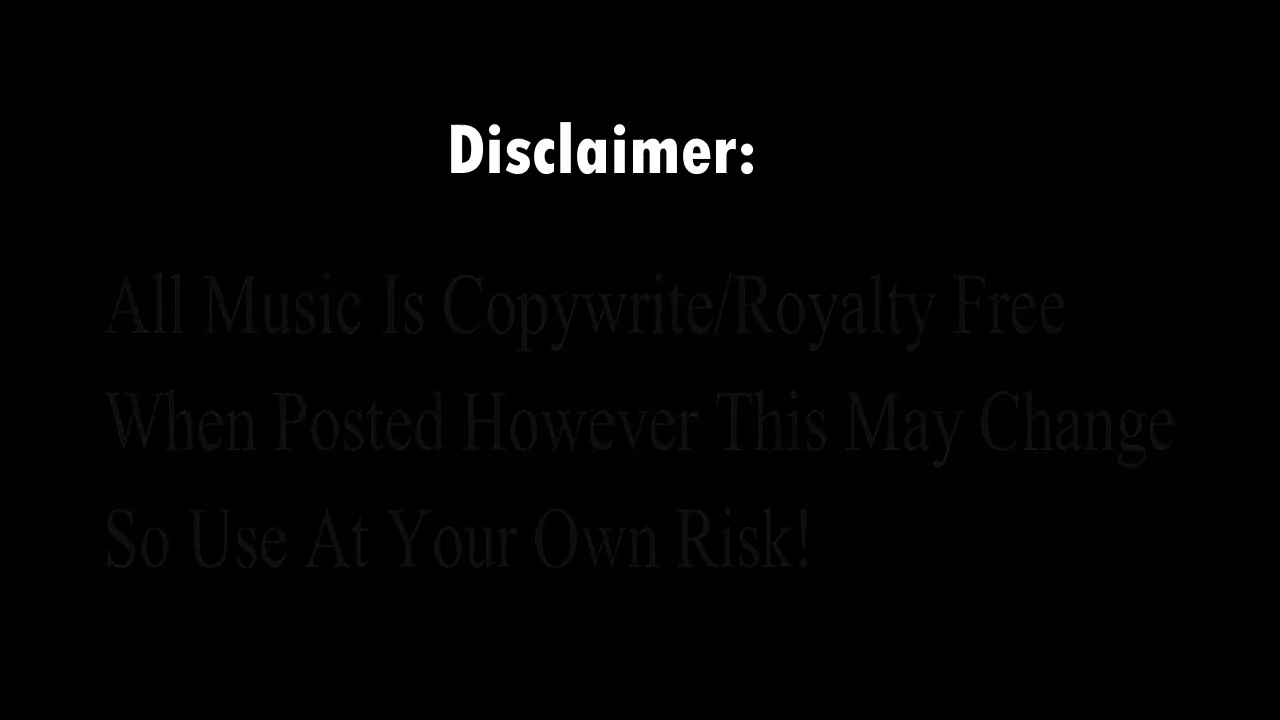 Disclaimer:
All Music Is Copywrite/Royalty Free
When Posted However This May Change
So Use At Your Own Risk!